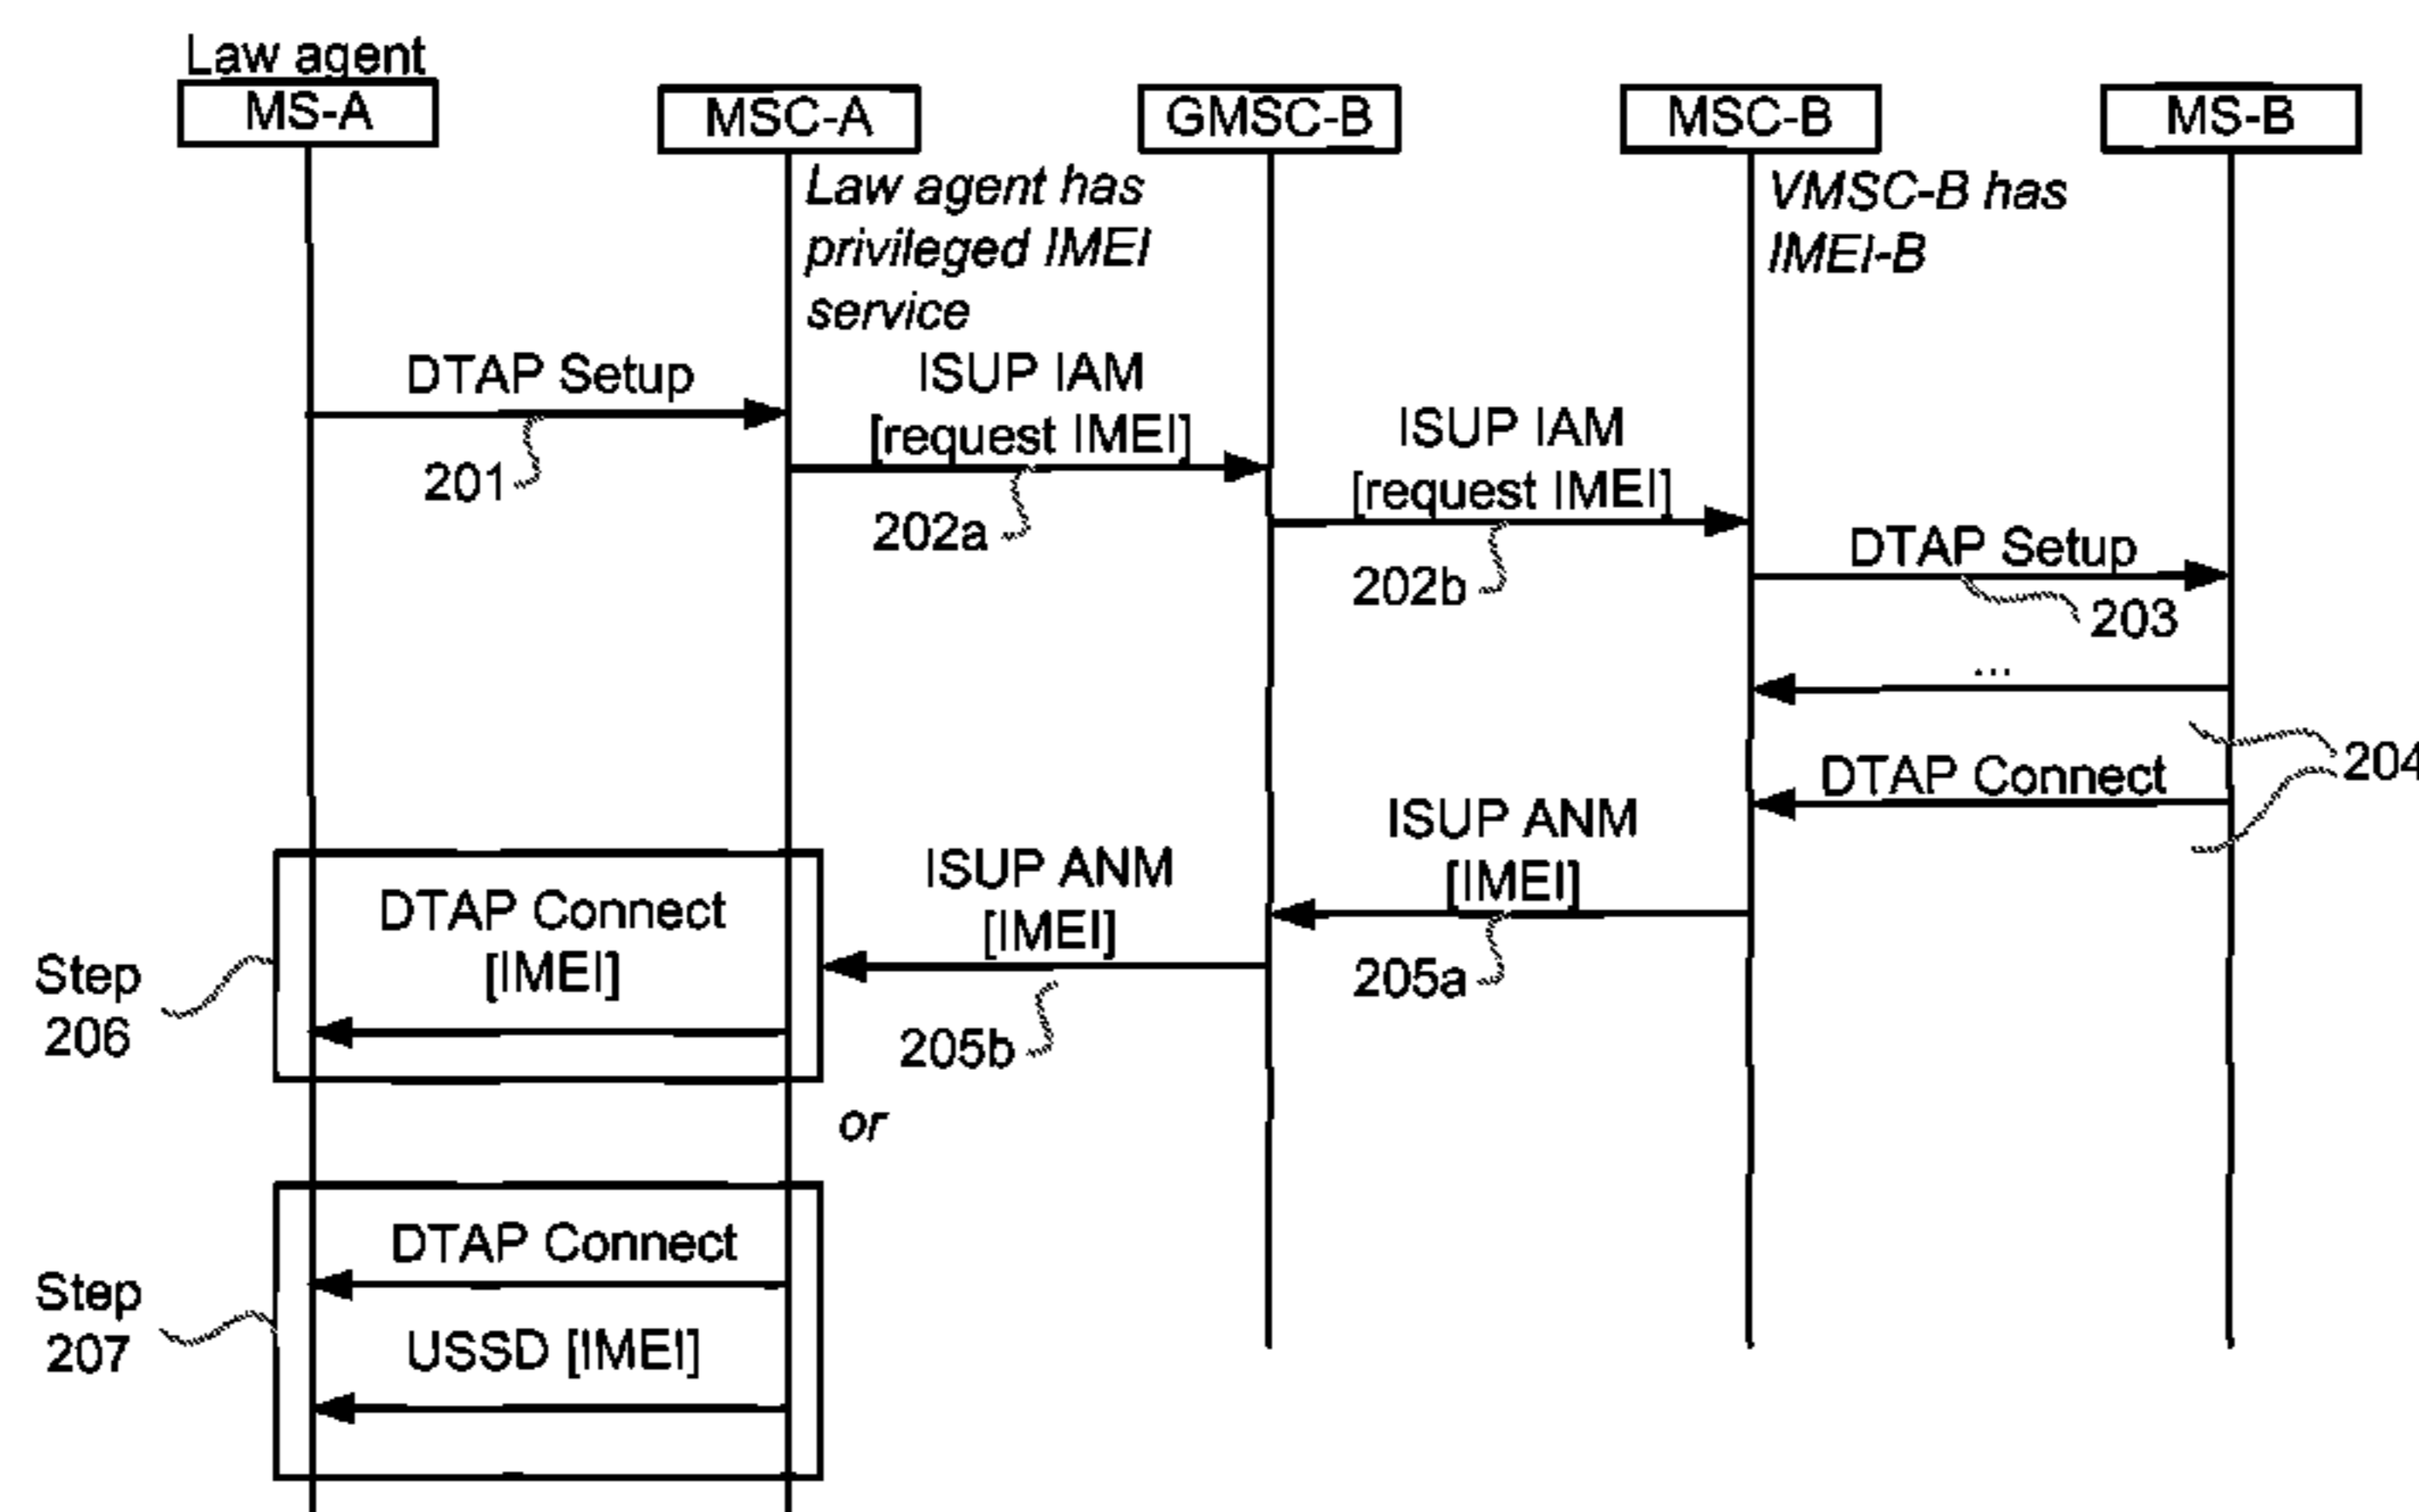 Law agent
MS-A
MSC-A
GMSC-B
MSC-B
MS-B
Law agent has
privileged IMEI
service
VMSC-B has
IMEI-B
DTAP Setup
201
ISUP IAM
[request IMEI]
202a
ISUP IAM
[request IMEI]
202b
DTAP Setup
203
...
204
DTAP Connect
ISUP ANM
[IMEI]
205a
ISUP ANM
[IMEI]
205b
DTAP Connect
[IMEI]
Step
206
or
DTAP Connect
Step
207
USSD [IMEI]